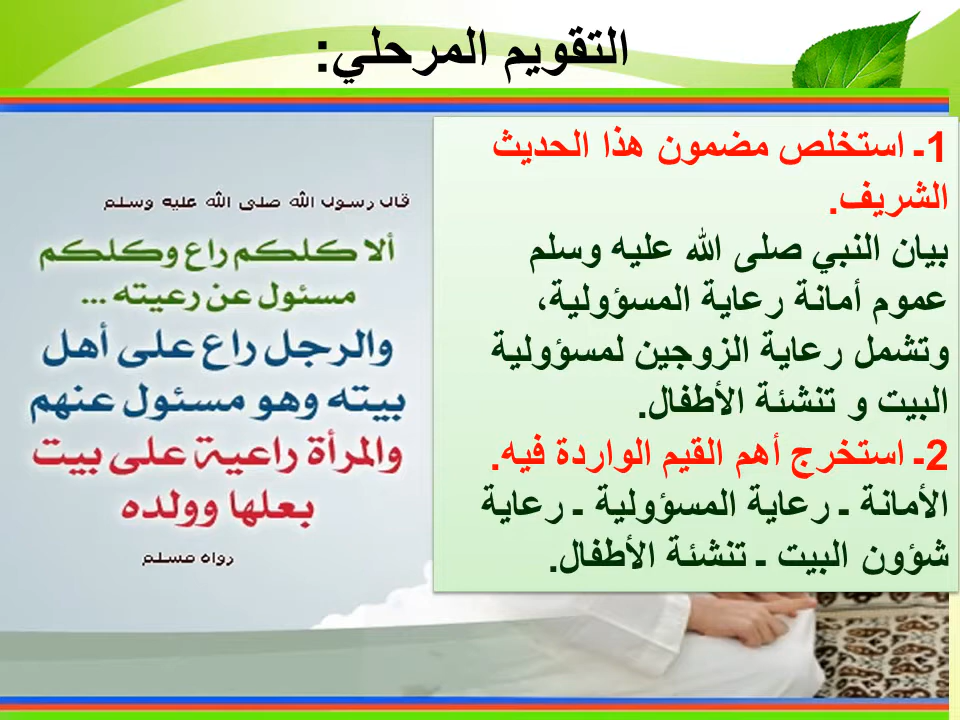 التقويم المرحلي:
1ـ استخلص مضمون هذا الحديث
الشريف.
بيان النبي صلى الله عليه وسلم
عموم أمانة رعاية المسؤولية،
وتشمل رعاية الزوجين لمسؤولية
البيت و تنشئة الأطفال.
2ـ استخرج أهم القيم الواردة فيه.
الأمانة ـ رعاية المسؤولية ـ رعاية
شؤون البيت ـ تنشئة الأطفال.
قال رسول الله صلى الله عليه وسلم
ألا كلكم راع وكلكم
مسئول عن رعيته ...
والرجل راع على أهل
بيته وهو مسئول عنهم
والمرأة راعية على بيت
بعلها وولده
رواه مسلم